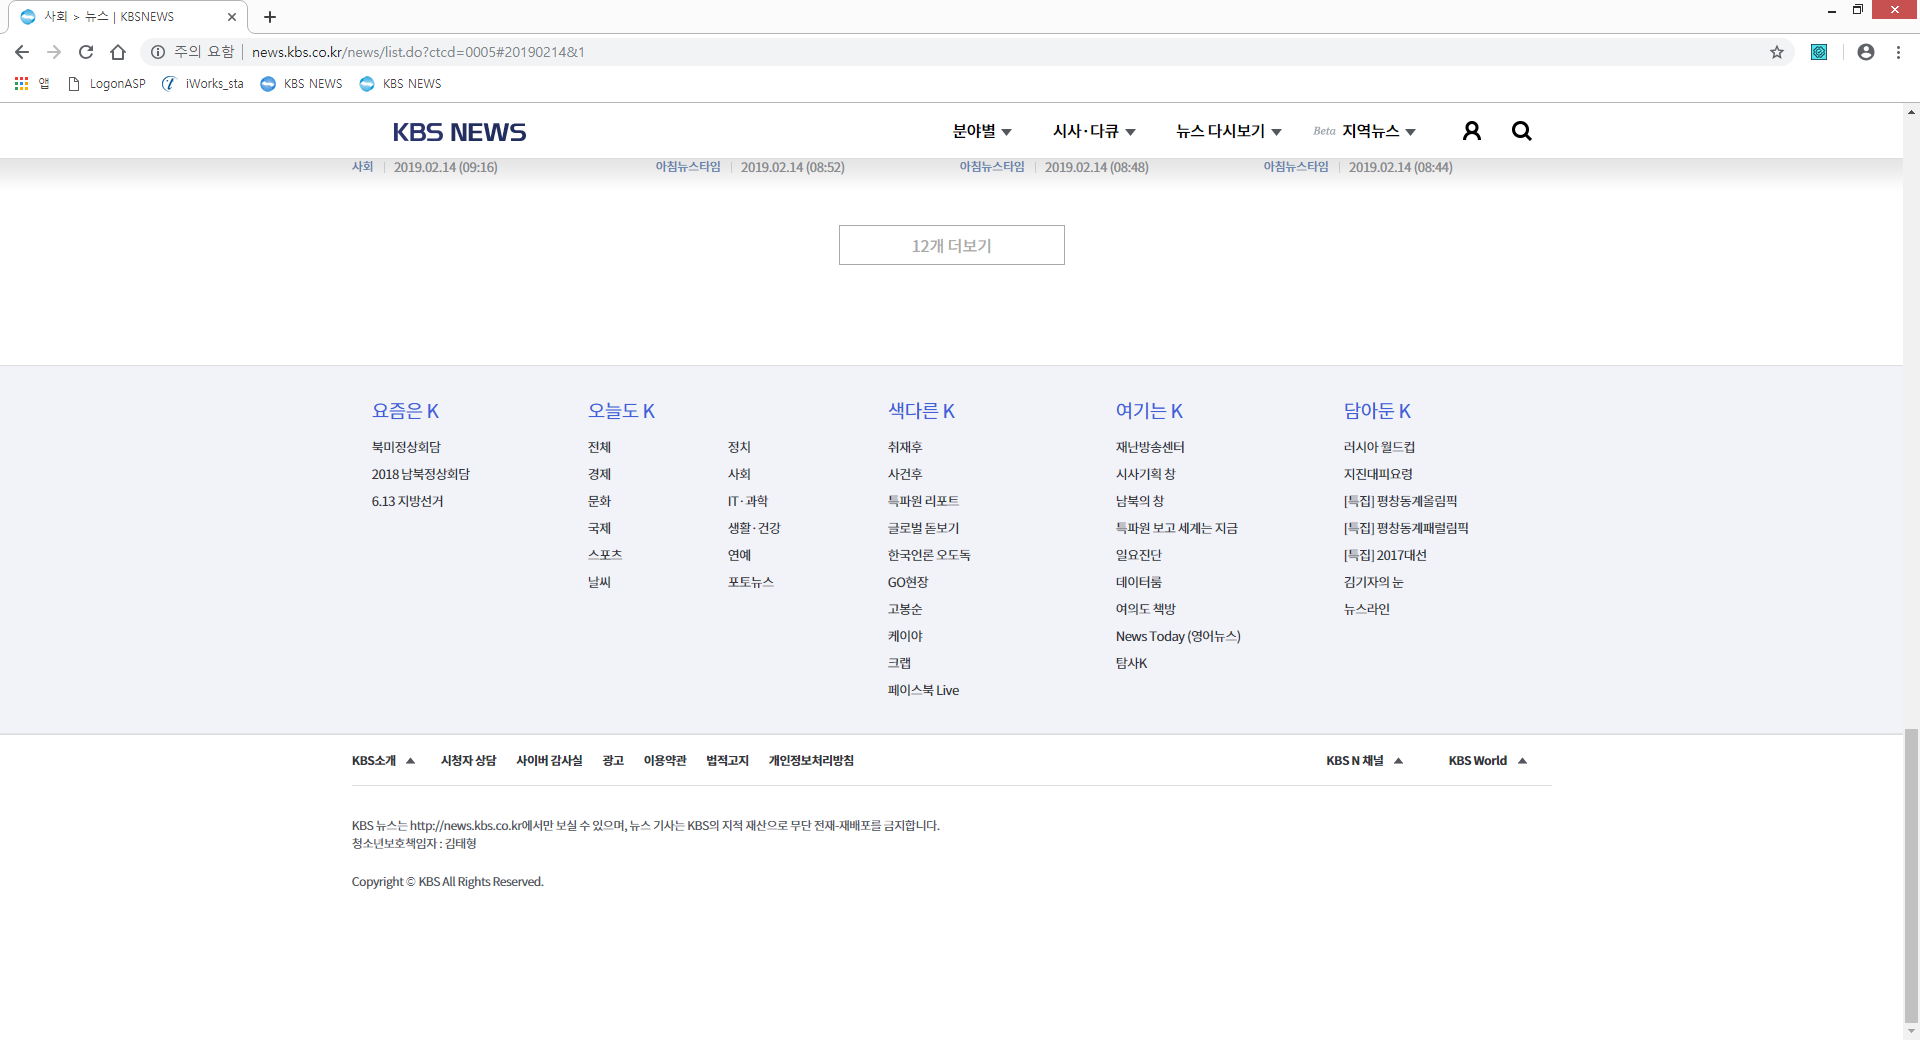 사회 > 뉴스 | KBSNEWS
주의 요함 news.kbs.co.kr/news/list.do?ctcd=0005#20190214&1
앱 LogonASP iWorks_sta KBS NEWS KBS NEWS
KBS NEWS 분야별 시사·다큐 뉴스 다시보기 Beta 지역뉴스
사회 2019.02.14 (09:16) 아침뉴스타임 2019.02.14 (08:52) 아침뉴스타임 2019.02.14 (08:48) 아침뉴스타임 2019.02.14 (08:44)
12개 더보기
요즘은 K
북미정상회담
2018 남북정상회담
6.13 지방선거
오늘도 K
전체 정치
경제 사회
문화 IT·과학
국제 생활·건강
스포츠 연예
날씨 포토뉴스
색다른 K
취재후
사건후
특파원 리포트
글로벌 돋보기
한국언론 오도독
GO현장
고봉순
케이야
크랩
페이스북 Live
여기는 K
재난방송센터
시사기획 창
남북의 창
특파원 보고 세계는 지금
일요진단
데이터룸
여의도 책방
News Today (영어뉴스)
탐사K
담아둔 K
러시아 월드컵
지진대피요령
[특집] 평창동계올림픽
[특집] 평창동계패럴림픽
[특집] 2017대선
김기자의 눈
뉴스라인
KBS소개 시청자 상담 사이버 감사실 광고 이용약관 법적고지 개인정보처리방침 KBS N 채널 KBS World
KBS 뉴스는 http://news.kbs.co.kr에서만 보실 수 있으며, 뉴스 기사는 KBS의 지적 재산으로 무단 전재-재배포를 금지합니다.
청소년보호책임자 : 김태형
Copyright © KBS All Rights Reserved.